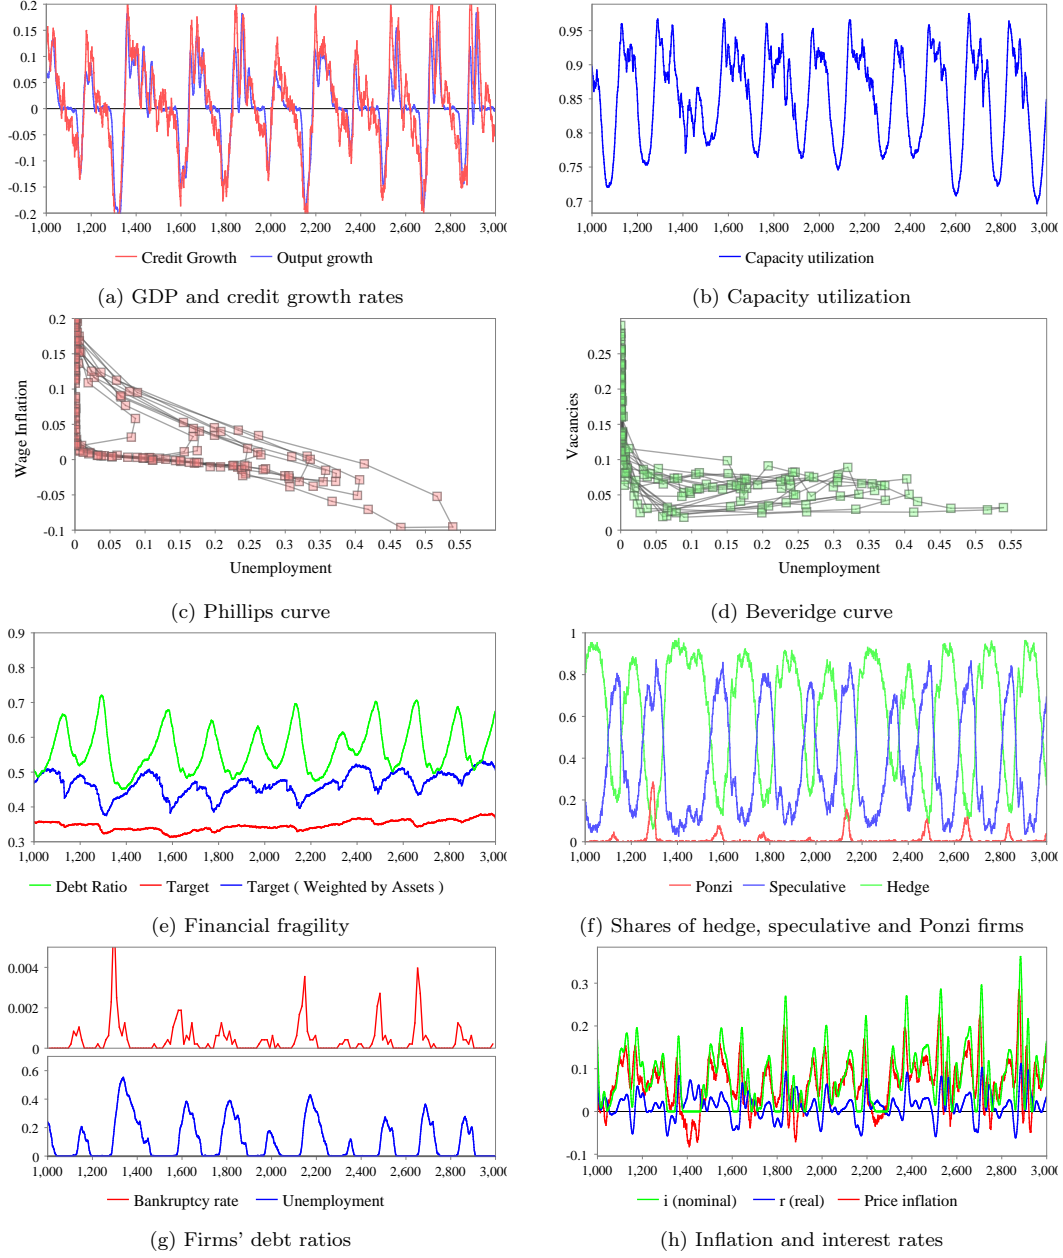 0.2
0.15
0.1
0.05
0
-0.05
-0.1
-0.15
-0.2
1,000 1,200 1,400 1,600 1,800 2,000 2,200 2,400 2,600 2,800 3,000
Credit Growth Output growth
(a) GDP and credit growth rates
0.95
0.9
0.85
0.8
0.75
0.7
1,000 1,200 1,400 1,600 1,800 2,000 2,200 2,400 2,600 2,800 3,000
Capacity utilization
(b) Capacity utilization
Wage Inflation
0.2
0.15
0.1
0.05
0
-0.05
-0.1
0 0.05 0.1 0.15 0.2 0.25 0.3 0.35 0.4 0.45 0.5 0.55
Unemployment
(c) Phillips curve
Vacancies
0.25
0.2
0.15
0.1
0.05
0
0 0.05 0.1 0.15 0.2 0.25 0.3 0.35 0.4 0.45 0.5 0.55
Unemployment
(d) Beveridge curve
0.9
0.8
0.7
0.6
0.5
0.4
0.3
1,000 1,200 1,400 1,600 1,800 2,000 2,200 2,400 2,600 2,800 3,000
Debt Ratio Target Target ( Weighted by Assets )
(e) Financial fragility
1
0.8
0.6
0.4
0.2
0
1,000 1,200 1,400 1,600 1,800 2,000 2,200 2,400 2,600 2,800 3,000
Ponzi Speculative Hedge
(f) Shares of hedge, speculative and Ponzi firms
0.004
0.002
0
0.6
0.4
0.2
0
1,000 1,200 1,400 1,600 1,800 2,000 2,200 2,400 2,600 2,800 3,000
Bankruptcy rate Unemployment
(g) Firms' debt ratios
0.3
0.2
0.1
0
-0.1
1,000 1,200 1,400 1,600 1,800 2,000 2,200 2,400 2,600 2,800 3,000
i (nominal) r (real) Price inflation
(h) Inflation and interest rates